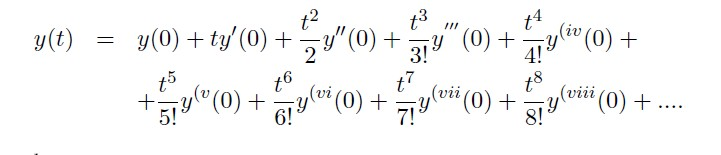 y(t) = y(0) + ty′(0) + t²/2 y″(0) + t³/3! y‴(0) + t⁴/4! y⁽ⁱᵛ(0) +
+ t⁵/5! y⁽ᵛ(0) + t⁶/6! y⁽ᵛⁱ(0) + t⁷/7! y⁽ᵛⁱⁱ(0) + t⁸/8! y⁽ᵛⁱⁱⁱ(0) + ....